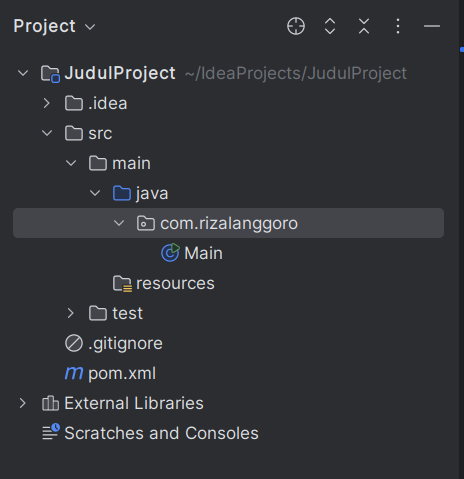 Project
JudulProject ~/IdeaProjects/JudulProject
.idea
src
main
java
com.rizalanggoro
Main
resources
test
.gitignore
pom.xml
External Libraries
Scratches and Consoles